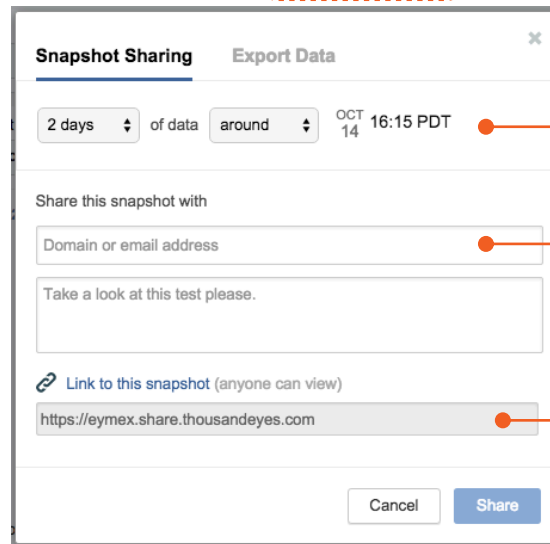 Snapshot Sharing Export Data
2 days of data around OCT 14 16:15 PDT
Share this snapshot with
Domain or email address
Take a look at this test please.
Link to this snapshot (anyone can view)
https://eymex.share.thousandeyes.com
Cancel Share